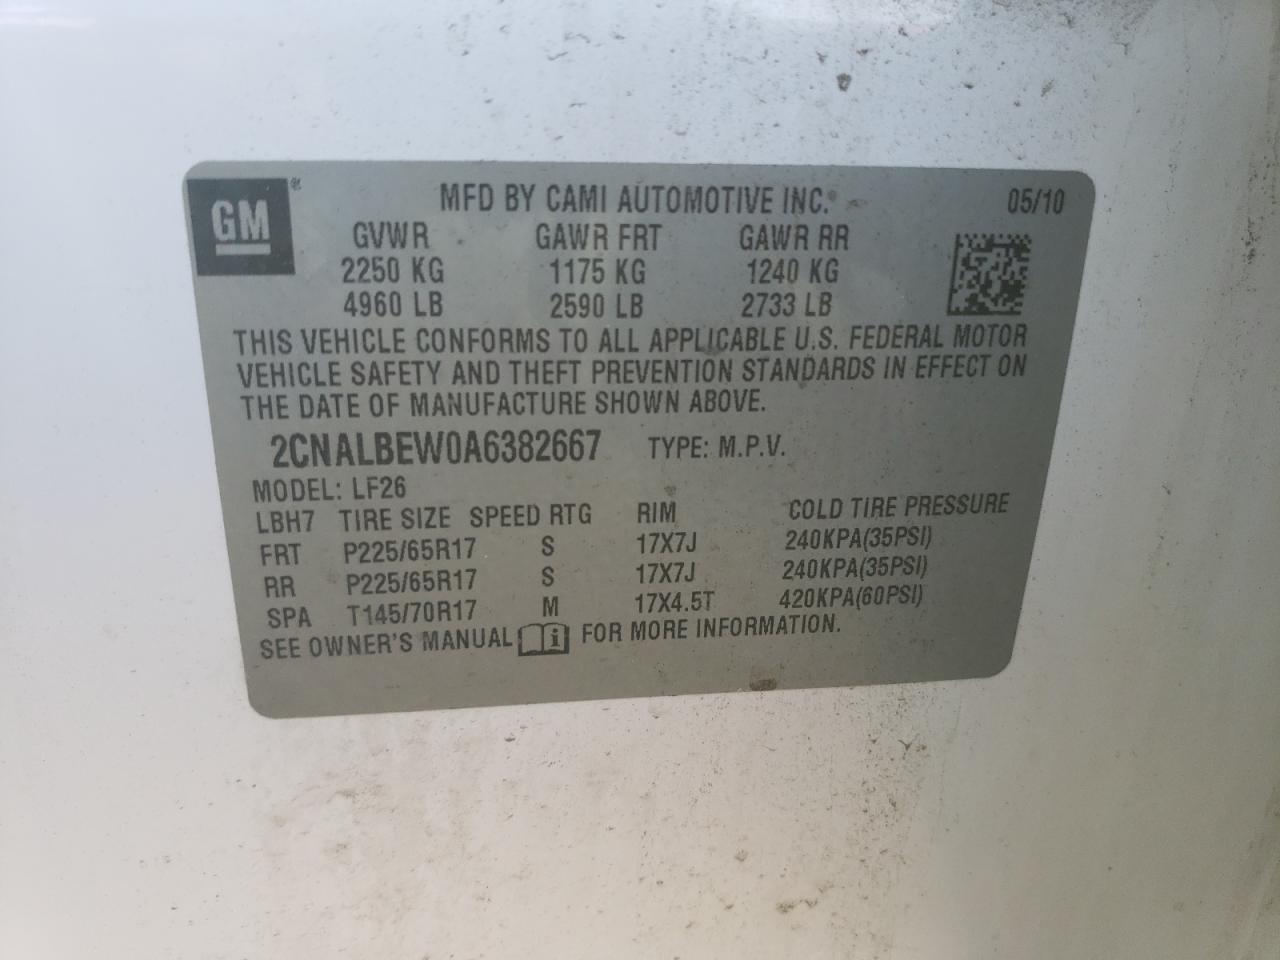 GM
MFD BY CAMI AUTOMOTIVE INC. 05/10
GVWR GAWR FRT GAWR RR
2250 KG 1175 KG 1240 KG
4960 LB 2590 LB 2733 LB
THIS VEHICLE CONFORMS TO ALL APPLICABLE U.S. FEDERAL MOTOR
VEHICLE SAFETY AND THEFT PREVENTION STANDARDS IN EFFECT ON
THE DATE OF MANUFACTURE SHOWN ABOVE.
2CNALBEW0A6382667 TYPE: M.P.V.
MODEL: LF26
LBH7 TIRE SIZE SPEED RTG RIM COLD TIRE PRESSURE
FRT P225/65R17 S 17X7J 240KPA(35PSI)
RR P225/65R17 S 17X7J 240KPA(35PSI)
SPA T145/70R17 M 17X4.5T 420KPA(60PSI)
SEE OWNER'S MANUAL i FOR MORE INFORMATION.